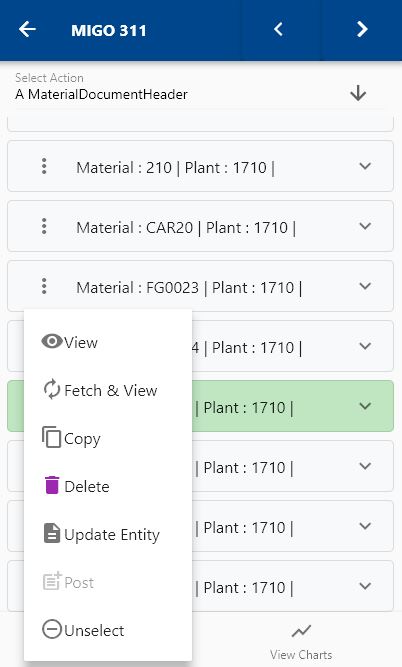 MIGO 311
Select Action
A MaterialDocumentHeader
Material : 210 | Plant : 1710 |
Material : CAR20 | Plant : 1710 |
Material : FG0023 | Plant : 1710 |
4 | Plant : 1710 |
View
Fetch & View
| Plant : 1710 |
Copy
| Plant : 1710 |
Delete
| Plant : 1710 |
Update Entity
Post
| Plant : 1710 |
Unselect
View Charts